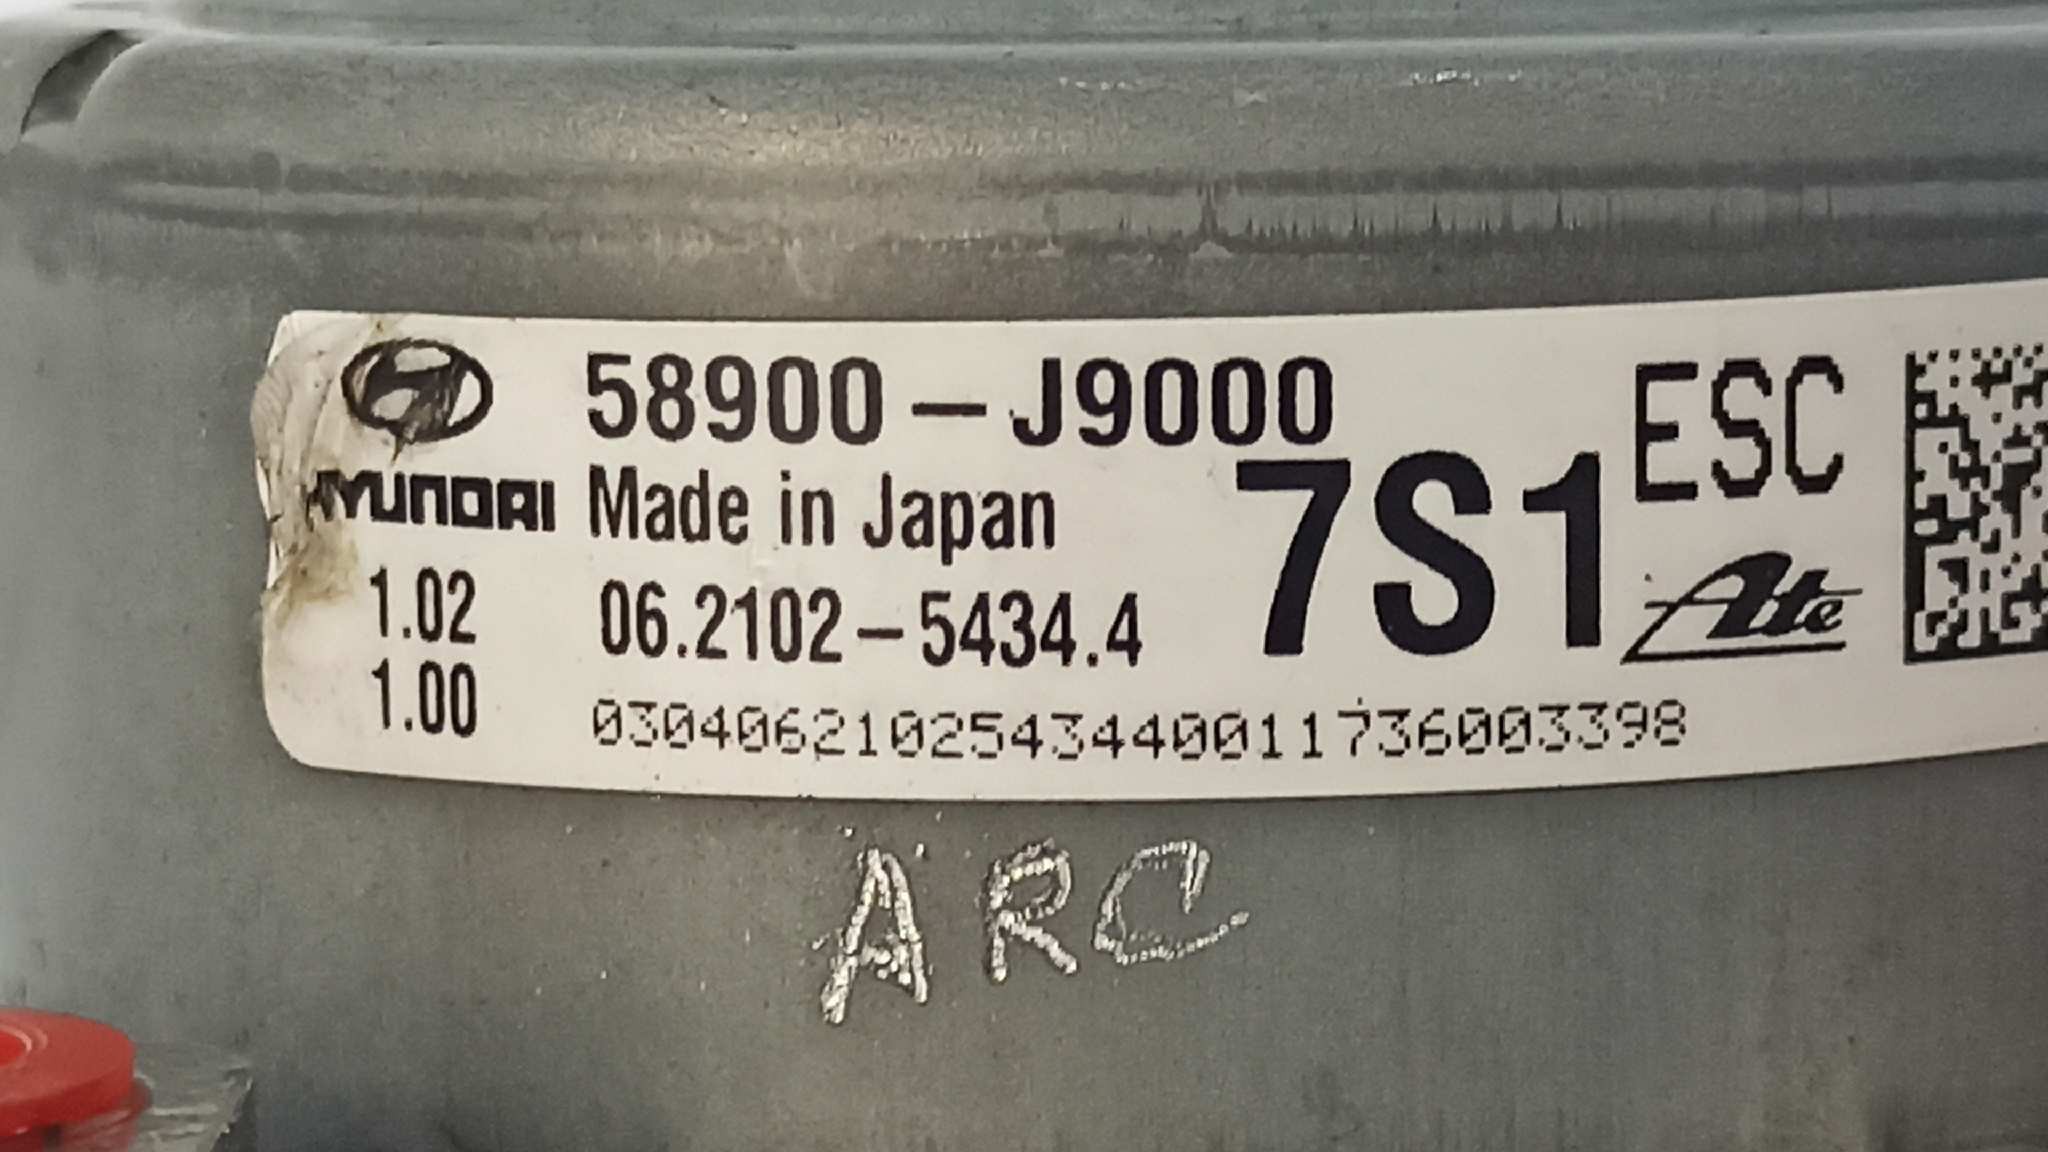 58900-J9000
ESC
HYUNDAI Made in Japan
7S1
Ate
1.02 06.2102-5434.4
1.00 0304062102543440011736003398
ARC